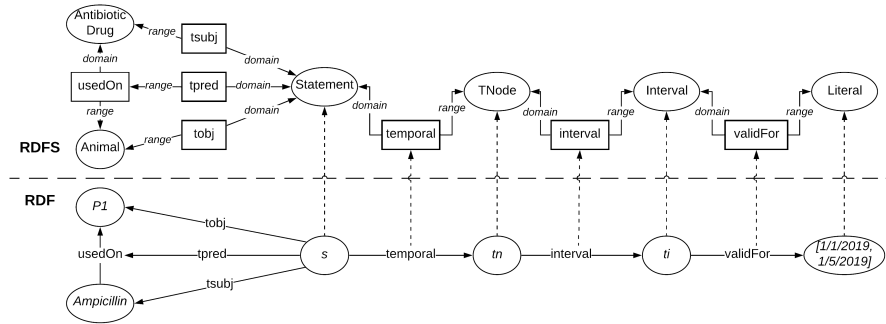 Antibiotic
Drug
range
tsubj
domain
domain
usedOn
range
tpred
domain
Statement
TNode
Interval
Literal
range
domain
domain
range
domain
range
domain
range
RDFS
Animal
range
tobj
temporal
interval
validFor
RDF
P1
tobj
usedOn
tpred
s
temporal
tn
interval
ti
validFor
[1/1/2019,
1/5/2019]
tsubj
Ampicillin